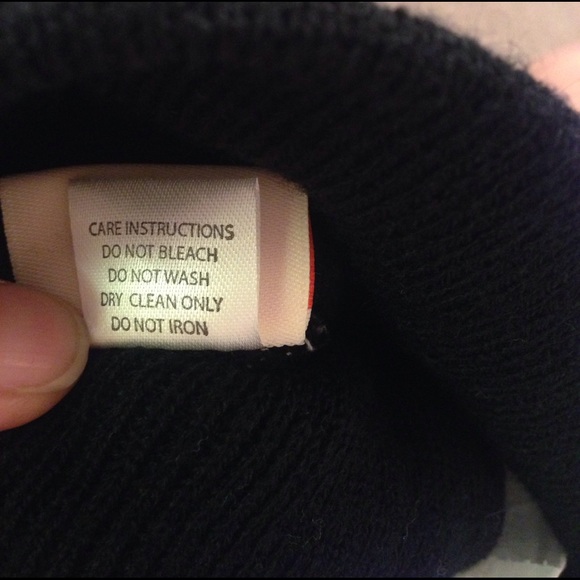 CARE INSTRUCTIONS
DO NOT BLEACH
DO NOT WASH
DRY CLEAN ONLY
DO NOT IRON